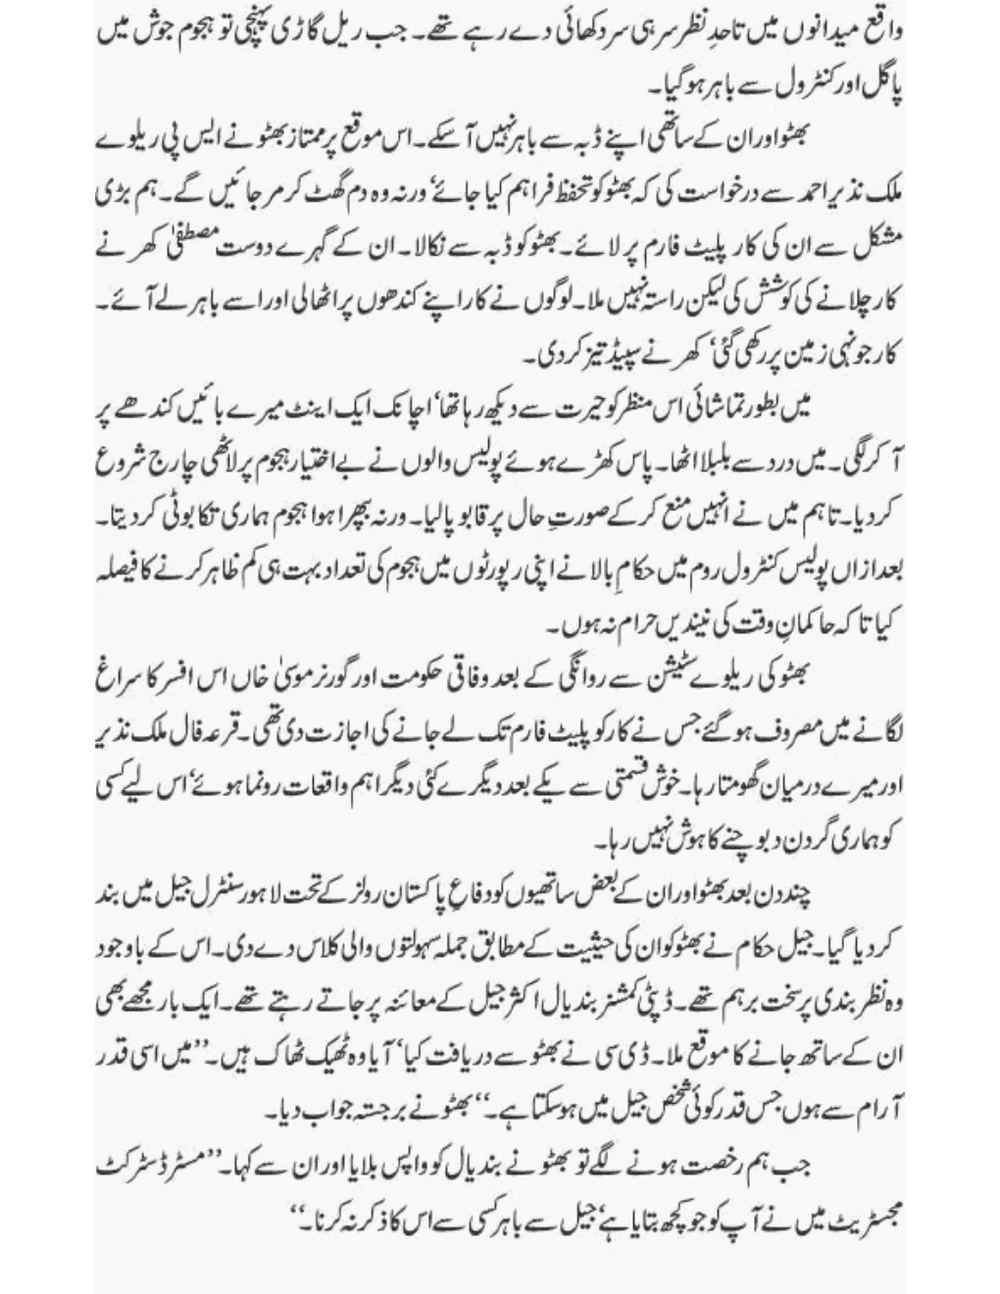 واقع میدانوں میں تاحدِ نظر سر ہی سر دکھائی دے رہے تھے۔ جب ریل گاڑی پہنچی تو ہجوم جوش میں
پاگل اور کنٹرول سے باہر ہو گیا۔
بھٹو اور ان کے ساتھی اپنے ڈبہ سے باہر نہیں آ سکے۔ اس موقع پر ممتاز بھٹو نے ایس پی ریلوے
ملک نذیر احمد سے درخواست کی کہ بھٹو کو تحفظ فراہم کیا جائے‘ ورنہ وہ دم گھٹ کر مر جائیں گے۔ ہم بڑی
مشکل سے ان کی کار پلیٹ فارم پر لائے۔ بھٹو کو ڈبہ سے نکالا۔ ان کے گہرے دوست مصطفیٰ کھر نے
کار چلانے کی کوشش کی لیکن راستہ نہیں ملا۔ لوگوں نے کار اپنے کندھوں پر اٹھا لی اور اسے باہر لے آئے۔
کار جونہی زمین پر رکھی گئی‘ کھر نے سپیڈ تیز کر دی۔
میں بطور تماشائی اس منظر کو حیرت سے دیکھ رہا تھا‘ اچانک ایک اینٹ میرے بائیں کندھے پر
آ کر لگی۔ میں درد سے بلبلا اٹھا۔ پاس کھڑے ہوئے پولیس والوں نے بے اختیار ہجوم پر لاٹھی چارج شروع
کر دیا۔ تاہم میں نے انہیں منع کر کے صورتِ حال پر قابو پا لیا۔ ورنہ بپھرا ہوا ہجوم ہماری تکا بوٹی کر دیتا۔
بعد ازاں پولیس کنٹرول روم میں حکامِ بالا نے اپنی رپورٹوں میں ہجوم کی تعداد بہت ہی کم ظاہر کرنے کا فیصلہ
کیا تا کہ حاکمانِ وقت کی نیندیں حرام نہ ہوں۔
بھٹو کی ریلوے سٹیشن سے روانگی کے بعد وفاقی حکومت اور گورنر موسیٰ خاں اس افسر کا سراغ
لگانے میں مصروف ہو گئے جس نے کار کو پلیٹ فارم تک لے جانے کی اجازت دی تھی۔ قرعہ فال ملک نذیر
اور میرے درمیان گھومتا رہا۔ خوش قسمتی سے یکے بعد دیگرے کئی دیگر اہم واقعات رونما ہوئے‘ اس لیے کسی
کو ہماری گردن دبوچنے کا ہوش نہیں رہا۔
چند دن بعد بھٹو اور ان کے بعض ساتھیوں کو دفاعِ پاکستان رولز کے تحت لاہور سنٹرل جیل میں بند
کر دیا گیا۔ جیل حکام نے بھٹو کو ان کی حیثیت کے مطابق جملہ سہولتوں والی کلاس دے دی۔ اس کے باوجود
وہ نظر بندی پر سخت برہم تھے۔ ڈپٹی کمشنر بندیال اکثر جیل کے معائنہ پر جاتے رہتے تھے۔ ایک بار مجھے بھی
ان کے ساتھ جانے کا موقع ملا۔ ڈی سی نے بھٹو سے دریافت کیا‘ آیا وہ ٹھیک ٹھاک ہیں۔ ’’میں اسی قدر
آرام سے ہوں جس قدر کوئی شخص جیل میں ہو سکتا ہے۔‘‘ بھٹو نے برجستہ جواب دیا۔
جب ہم رخصت ہونے لگے تو بھٹو نے بندیال کو واپس بلایا اور ان سے کہا۔ ’’مسٹر ڈسٹرکٹ
مجسٹریٹ میں نے آپ کو جو کچھ بتایا ہے‘ جیل سے باہر کسی سے اس کا ذکر نہ کرنا۔‘‘